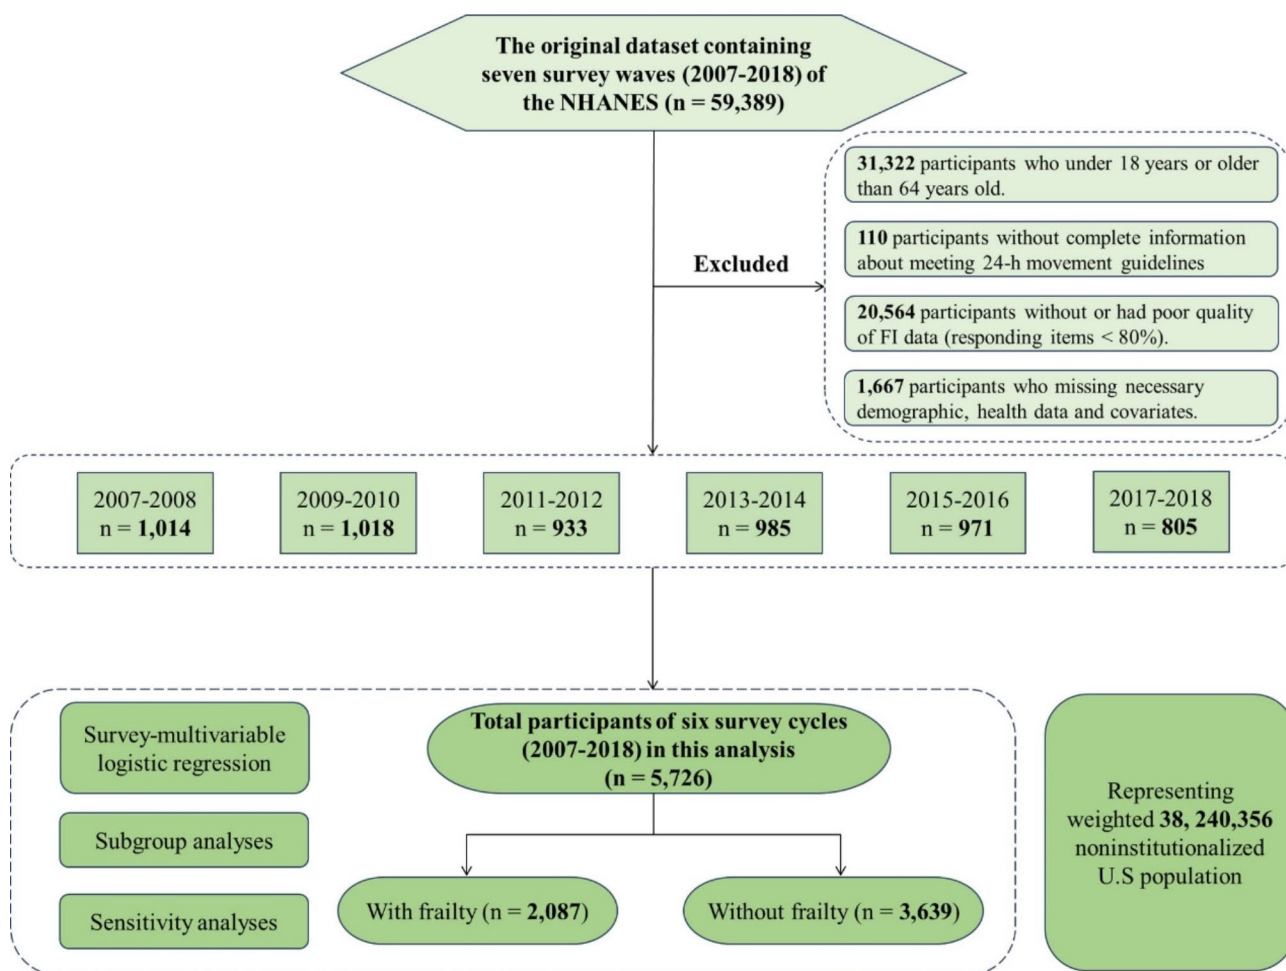 The original dataset containing
seven survey waves (2007-2018) of
the NHANES (n = 59,389)
31,322 participants who under 18 years or older
than 64 years old.
110 participants without complete information
about meeting 24-h movement guidelines
Excluded
20,564 participants without or had poor quality
of FI data (responding items < 80%).
1,667 participants who missing necessary
demographic, health data and covariates.
2007-2008
n = 1,014
2009-2010
n = 1,018
2011-2012
n = 933
2013-2014
n = 985
2015-2016
n = 971
2017-2018
n = 805
Survey-multivariable
logistic regression
Subgroup analyses
Sensitivity analyses
Total participants of six survey cycles
(2007-2018) in this analysis
(n = 5,726)
With frailty (n = 2,087)
Without frailty (n = 3,639)
Representing
weighted 38, 240,356
noninstitutionalized
U.S population